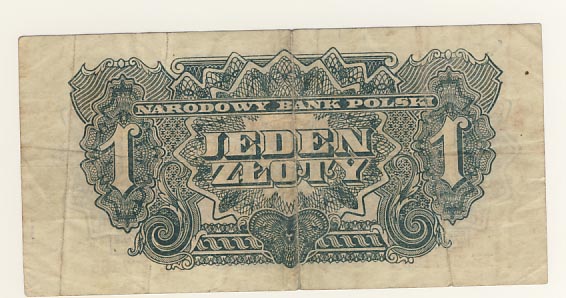 NARODOWY BANK POLSKI
1 JEDEN 1
ZŁOTY